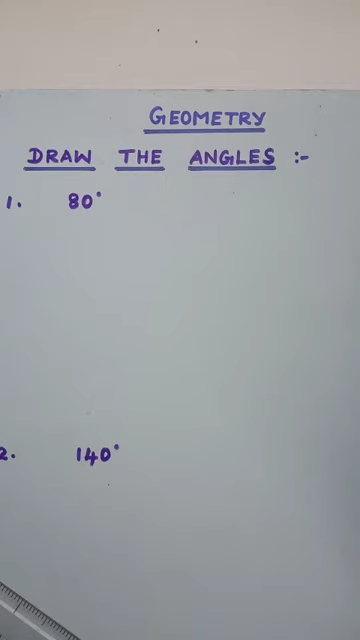 GEOMETRY
DRAW THE ANGLES :-
1. 80°
2. 140°